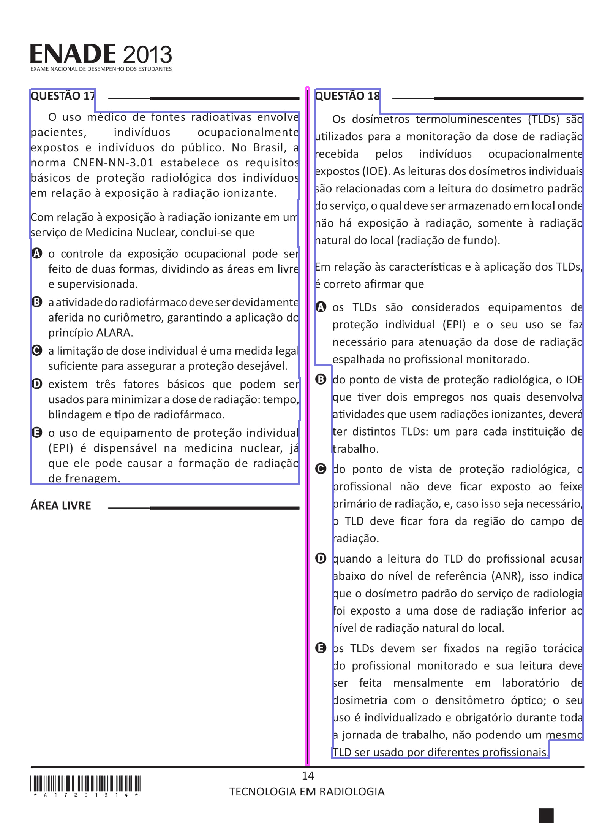 ENADE 2013
EXAME NACIONAL DE DESEMPENHO DOS ESTUDANTES
QUESTÃO 17
O uso médico de fontes radioativas envolve
pacientes, indivíduos ocupacionalmente
expostos e indivíduos do público. No Brasil, a
norma CNEN-NN-3.01 estabelece os requisitos
básicos de proteção radiológica dos indivíduos
em relação à exposição à radiação ionizante.
Com relação à exposição à radiação ionizante em um
serviço de Medicina Nuclear, conclui-se que
A o controle da exposição ocupacional pode ser
feito de duas formas, dividindo as áreas em livre
e supervisionada.
B a atividade do radiofármaco deve ser devidamente
aferida no curiômetro, garantindo a aplicação do
princípio ALARA.
C a limitação de dose individual é uma medida legal
suficiente para assegurar a proteção desejável.
D existem três fatores básicos que podem ser
usados para minimizar a dose de radiação: tempo,
blindagem e tipo de radiofármaco.
E o uso de equipamento de proteção individual
(EPI) é dispensável na medicina nuclear, já
que ele pode causar a formação de radiação
de frenagem.
ÁREA LIVRE
QUESTÃO 18
Os dosímetros termoluminescentes (TLDs) são
utilizados para a monitoração da dose de radiação
recebida pelos indivíduos ocupacionalmente
expostos (IOE). As leituras dos dosímetros individuais
são relacionadas com a leitura do dosímetro padrão
do serviço, o qual deve ser armazenado em local onde
não há exposição à radiação, somente à radiação
natural do local (radiação de fundo).
Em relação às características e à aplicação dos TLDs,
é correto afirmar que
A os TLDs são considerados equipamentos de
proteção individual (EPI) e o seu uso se faz
necessário para atenuação da dose de radiação
espalhada no profissional monitorado.
B do ponto de vista de proteção radiológica, o IOE
que tiver dois empregos nos quais desenvolva
atividades que usem radiações ionizantes, deverá
ter distintos TLDs: um para cada instituição de
trabalho.
C do ponto de vista de proteção radiológica, o
profissional não deve ficar exposto ao feixe
primário de radiação, e, caso isso seja necessário,
o TLD deve ficar fora da região do campo de
radiação.
D quando a leitura do TLD do profissional acusar
abaixo do nível de referência (ANR), isso indica
que o dosímetro padrão do serviço de radiologia
foi exposto a uma dose de radiação inferior ao
nível de radiação natural do local.
E os TLDs devem ser fixados na região torácica
do profissional monitorado e sua leitura deve
ser feita mensalmente em laboratório de
dosimetria com o densitômetro óptico; o seu
uso é individualizado e obrigatório durante toda
a jornada de trabalho, não podendo um mesmo
TLD ser usado por diferentes profissionais.
14
TECNOLOGIA EM RADIOLOGIA